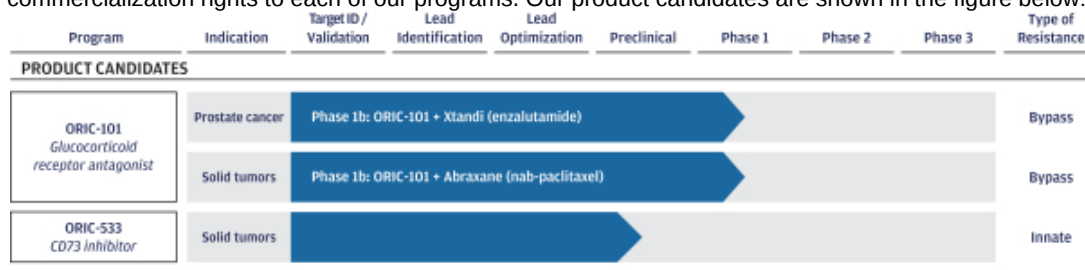 commercialization rights to each of our programs. Our product candidates are shown in the figure below.
Program Indication Target ID / Validation Lead Identification Lead Optimization Preclinical Phase 1 Phase 2 Phase 3 Type of Resistance
PRODUCT CANDIDATES
ORIC-101
Glucocorticoid
receptor antagonist
Prostate cancer Phase 1b: ORIC-101 + Xtandi (enzalutamide) Bypass
Solid tumors Phase 1b: ORIC-101 + Abraxane (nab-paclitaxel) Bypass
ORIC-533
CD73 inhibitor
Solid tumors Innate